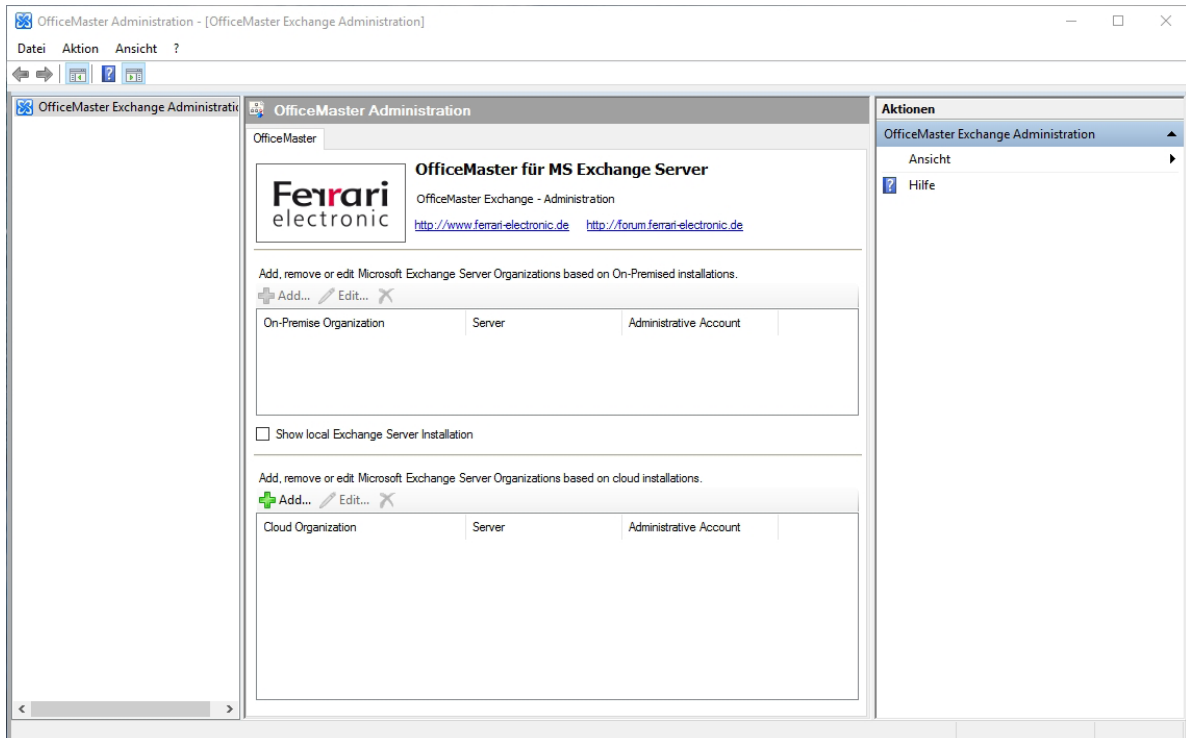 OfficeMaster Administration - [OfficeMaster Exchange Administration]
Datei Aktion Ansicht ?
OfficeMaster Exchange Administratic
OfficeMaster Administration
OfficeMaster
Ferrari
electronic
OfficeMaster für MS Exchange Server
OfficeMaster Exchange - Administration
http://www.ferrari-electronic.de http://forum.ferrari-electronic.de
Add, remove or edit Microsoft Exchange Server Organizations based on On-Premised installations.
Add... Edit...
On-Premise Organization Server Administrative Account
Show local Exchange Server Installation
Add, remove or edit Microsoft Exchange Server Organizations based on cloud installations.
Add... Edit...
Cloud Organization Server Administrative Account
Aktionen
OfficeMaster Exchange Administration
Ansicht
Hilfe